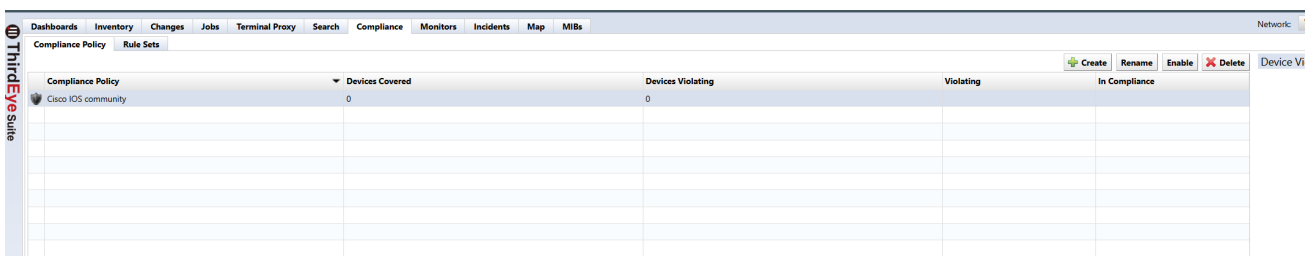 ThirdEye Suite
Dashboards Inventory Changes Jobs Terminal Proxy Search Compliance Monitors Incidents Map MIBs
Network:
Compliance Policy Rule Sets
Create Rename Enable Delete Device Vi
Compliance Policy Devices Covered Devices Violating Violating In Compliance
Cisco IOS community 0 0